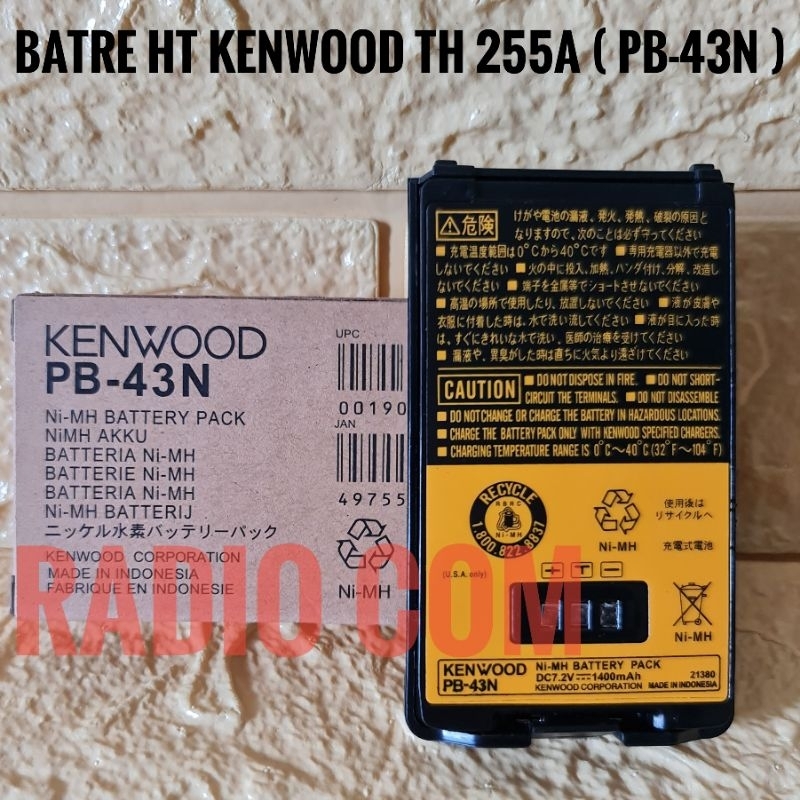 BATRE HT KENWOOD TH 255A ( PB-43N )
KENWOOD
PB-43N
Ni-MH BATTERY PACK
NiMH AKKU
BATTERIA Ni-MH
BATTERIE Ni-MH
BATTERIA Ni-MH
Ni-MH BATTERIJ
ニッケル水素バッテリーパック
KENWOOD CORPORATION
MADE IN INDONESIA
FABRIQUE EN INDONESIE
UPC
00190
JAN
49755
Ni-MH
RADIO COM
危険
けがや電池の漏液、発火、発熱、破裂の原因と
なりますので、次のことは必ず守ってください
■ 充電温度範囲は0℃から40℃です ■ 専用充電器以外で充電
しないでください ■ 火の中に投入、加熱、ハンダ付け、分解、改造し
ないでください ■ 端子を金属等でショートさせないでください
■ 高温の場所で使用したり、放置しないでください ■ 液が皮膚や
衣服に付着した時は、水で洗い流してください ■ 液が目に入った時
は、すぐにきれいな水で洗い、医師の治療を受けてください
■ 漏液や、異臭がした時は直ちに火気より遠ざけてください
CAUTION
■ DO NOT DISPOSE IN FIRE. ■ DO NOT SHORT-
CIRCUIT THE TERMINALS. ■ DO NOT DISASSEMBLE
■ DO NOT CHANGE OR CHARGE THE BATTERY IN HAZARDOUS LOCATIONS.
■ CHARGE THE BATTERY PACK ONLY WITH KENWOOD SPECIFIED CHARGERS.
■ CHARGING TEMPERATURE RANGE IS 0℃～40℃ (32°F～104°F)
RECYCLE
RBRC
Ni-MH
1.800.822.8837
(U.S.A. only)
Ni-MH
使用後は
リサイクルへ
充電式電池
+ T −
Ni-MH
KENWOOD
PB-43N
Ni-MH BATTERY PACK
DC7.2V 1400mAh
21380
KENWOOD CORPORATION MADE IN INDONESIA